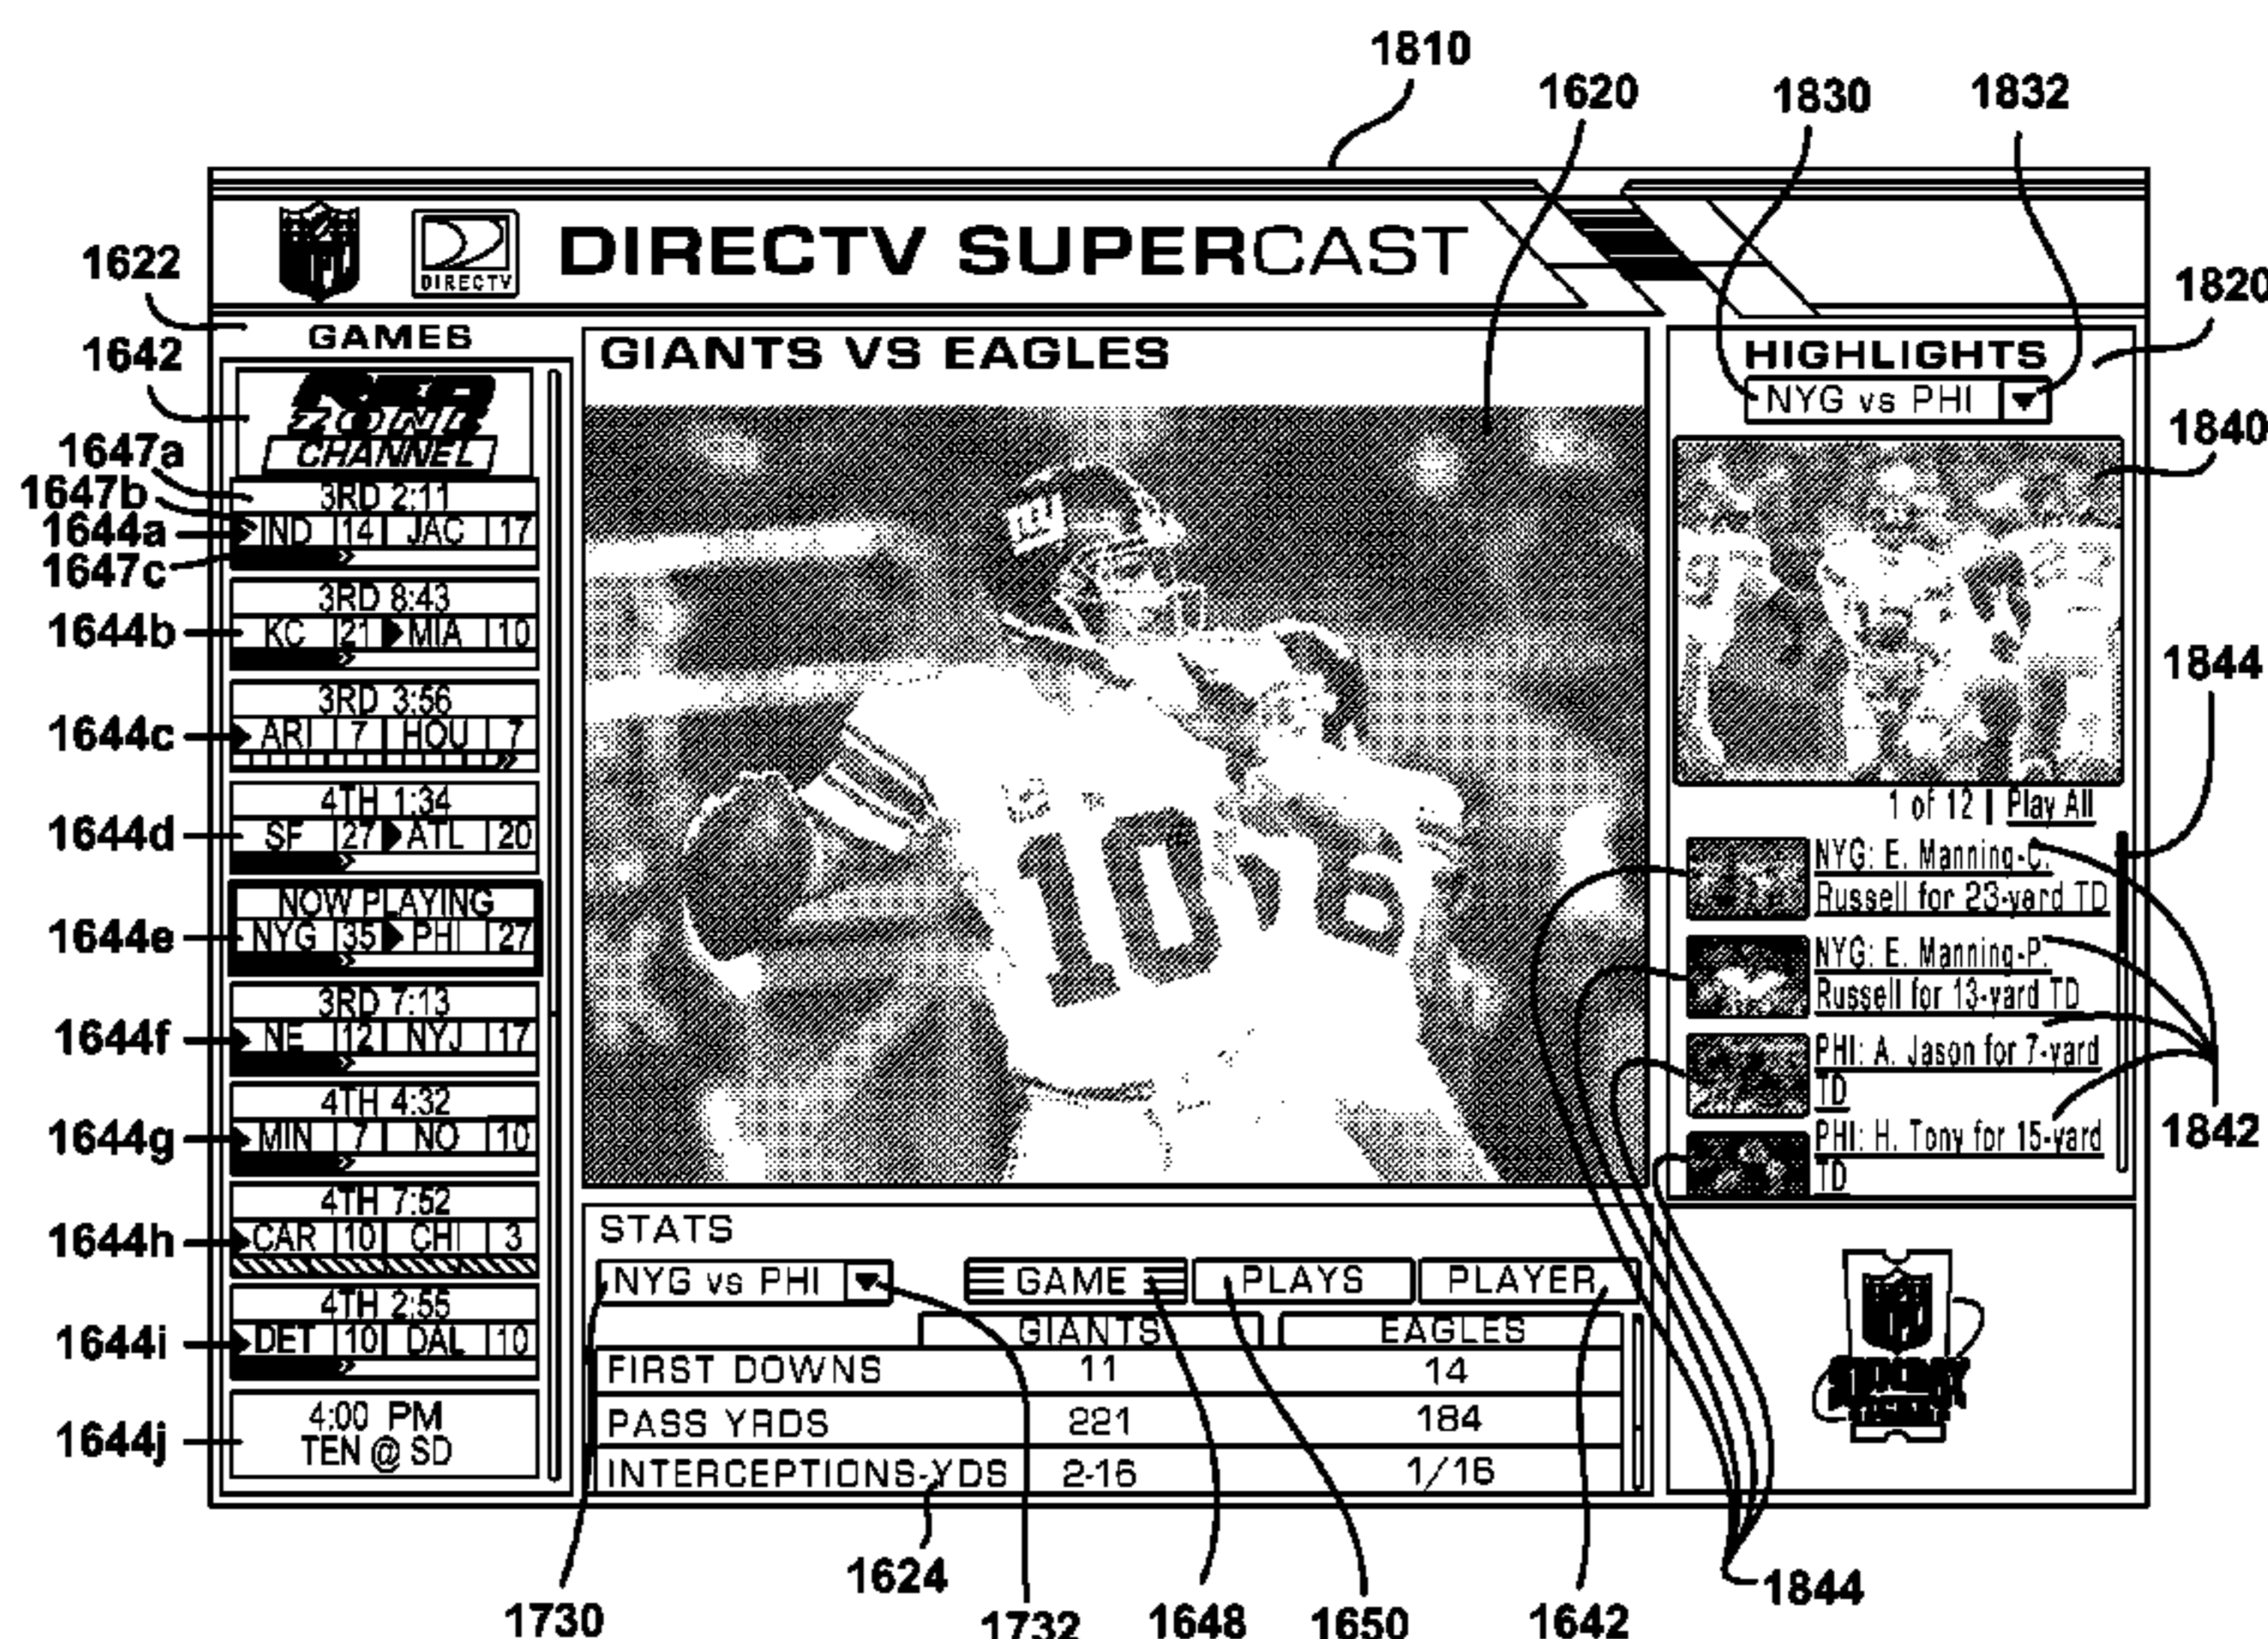 1810
1620
1830
1832
DIRECTV
DIRECTV SUPERCAST
1622
1820
GAMES
1642
RED
ZONE
CHANNEL
1647a
3RD 2:11
1647b
1644a
IND 14 JAC 17
1647c
3RD 8:43
1644b
KC 21 MIA 10
3RD 3:56
1644c
ARI 7 HOU 7
4TH 1:34
1644d
SF 27 ATL 20
NOW PLAYING
1644e
NYG 35 PHI 27
3RD 7:13
1644f
NE 12 NYJ 17
4TH 4:32
1644g
MIN 7 NO 10
4TH 7:52
1644h
CAR 10 CHI 3
4TH 2:55
1644i
DET 10 DAL 10
4:00 PM
1644j
TEN @ SD
GIANTS VS EAGLES
ny
10
HIGHLIGHTS
NYG vs PHI
1840
1844
1 of 12 | Play All
NYG: E. Manning-C.
Russell for 23-yard TD
NYG: E. Manning-P.
Russell for 13-yard TD
PHI: A. Jason for 7-yard
TD
PHI: H. Tony for 15-yard
TD
1842
STATS
NYG vs PHI
GAME PLAYS PLAYER
GIANTS EAGLES
FIRST DOWNS 11 14
PASS YRDS 221 184
INTERCEPTIONS-YDS 2-16 1/16
1624
1844
1730
1732
1648
1650
1642